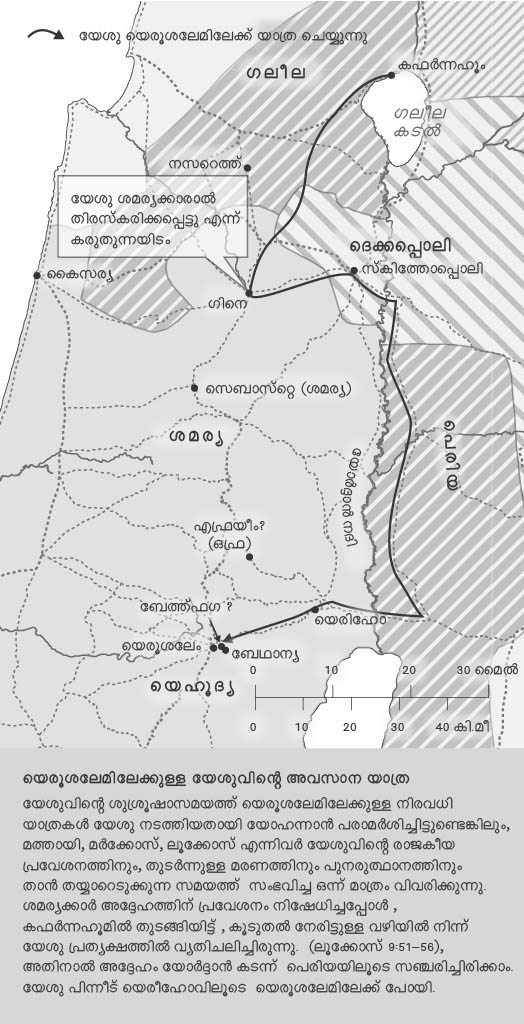 യേശു യെരൂശലേമിലേക്ക് യാത്ര ചെയ്യുന്നു
ഗലീല
കഫർന്നഹൂം
ഗലീല
കടൽ
നസറെത്ത്
യേശു ശമര്യക്കാരാൽ
തിരസ്കരിക്കപ്പെട്ടു എന്ന്
കരുതുന്നയിടം
ദെക്കപ്പൊലി
കൈസര്യ
സ്കിത്തോപ്പൊലി
ഗിനെ
സെബാസ്റ്റെ (ശമര്യ)
ശമര്യ
പെരിയ
യോർദ്ദാൻ നദി
എഫ്രയീം?
(ഒഫ്ര)
ബേത്ത്ഫഗ ?
യെരിഹോ
യെരൂശലേം
ബേഥാന്യ
യെഹൂദ്യ
0 10 20 30 മൈൽ
0 10 20 30 40 കി.മീ
യെരൂശലേമിലേക്കുള്ള യേശുവിന്റെ അവസാന യാത്ര
യേശുവിന്റെ ശുശ്രൂഷാസമയത്ത് യെരൂശലേമിലേക്കുള്ള നിരവധി
യാത്രകൾ യേശു നടത്തിയതായി യോഹന്നാൻ പരാമർശിച്ചിട്ടുണ്ടെങ്കിലും,
മത്തായി, മർക്കോസ്, ലൂക്കോസ് എന്നിവർ യേശുവിന്റെ രാജകീയ
പ്രവേശനത്തിനും, തുടർന്നുള്ള മരണത്തിനും പുനരുത്ഥാനത്തിനും
താൻ തയ്യാറെടുക്കുന്ന സമയത്ത് സംഭവിച്ച ഒന്ന് മാത്രം വിവരിക്കുന്നു.
ശമര്യക്കാർ അദ്ദേഹത്തിന് പ്രവേശനം നിഷേധിച്ചപ്പോൾ ,
കഫർന്നഹൂമിൽ തുടങ്ങിയിട്ട് , കൂടുതൽ നേരിട്ടുള്ള വഴിയിൽ നിന്ന്
യേശു പ്രത്യക്ഷത്തിൽ വ്യതിചലിച്ചിരുന്നു. (ലൂക്കോസ് 9:51–56),
അതിനാൽ അദ്ദേഹം യോർദ്ദാൻ കടന്ന് പെരിയയിലൂടെ സഞ്ചരിച്ചിരിക്കാം.
യേശു പിന്നീട് യെരീഹോവിലൂടെ യെരൂശലേമിലേക്ക് പോയി.